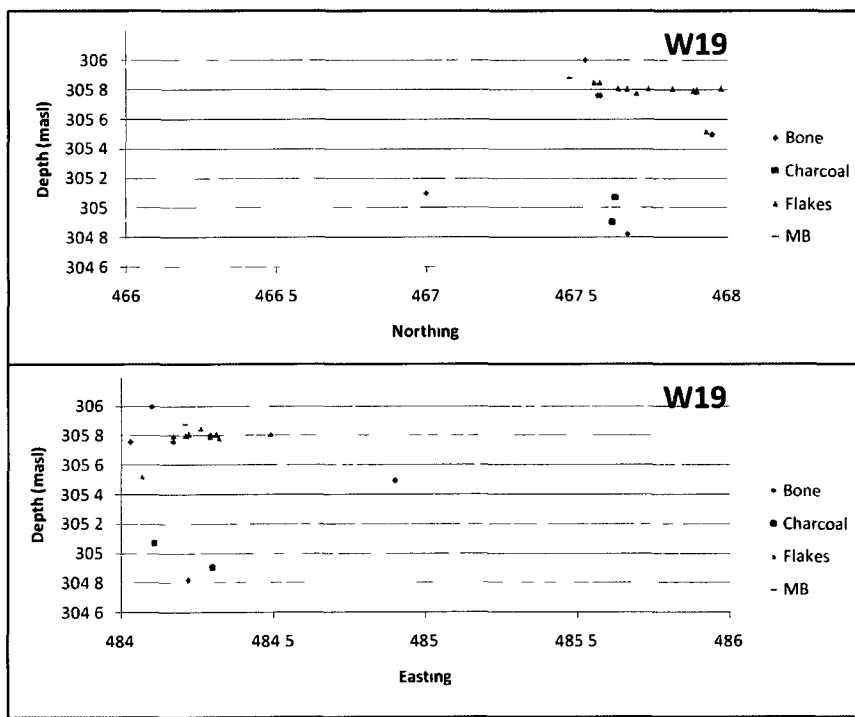 W19
306
305 8
305 6
305 4
305 2
305
304 8
304 6
Depth (masl)
466
466 5
467
467 5
468
Northing
Bone
Charcoal
Flakes
MB
W19
306
305 8
305 6
305 4
305 2
305
304 8
304 6
Depth (masl)
484
484 5
485
485 5
486
Easting
Bone
Charcoal
Flakes
MB